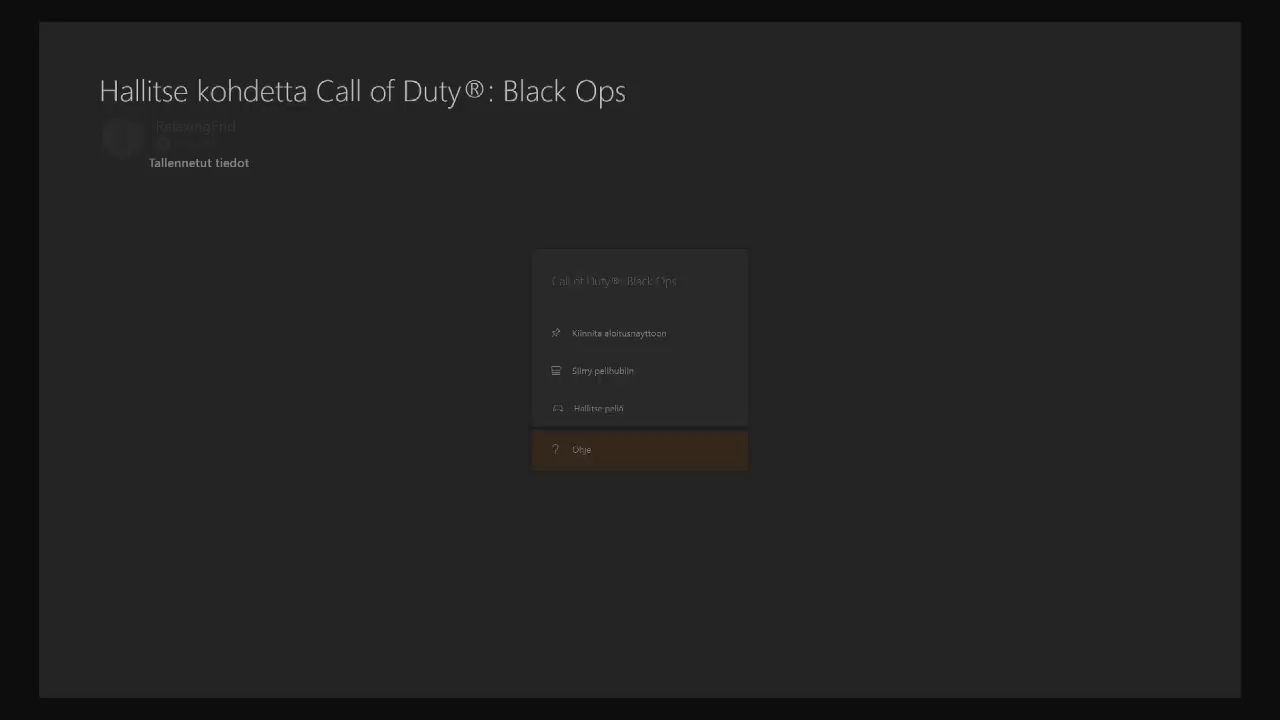 Hallitse kohdetta Call of Duty®: Black Ops
Tallennetut tiedot
Call of Duty®: Black Ops
Kiinnitä aloitusnäyttöön
Siirry pelihubiin
Hallitse peliä
? Ohje